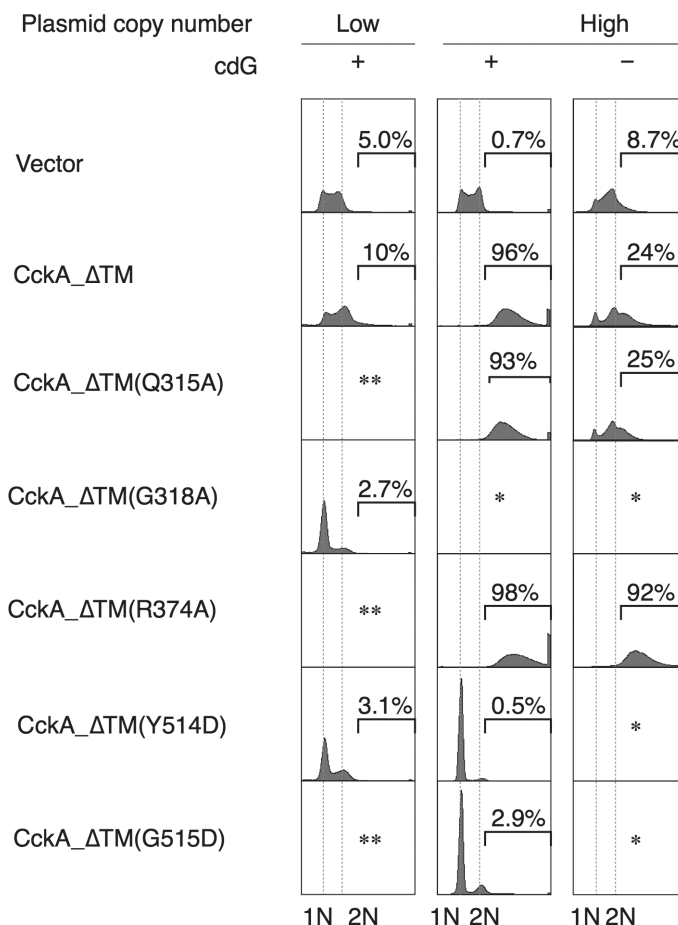 Plasmid copy number Low High
cdG + + −
Vector 5.0% 0.7% 8.7%
CckA_ΔTM 10% 96% 24%
CckA_ΔTM(Q315A) ** 93% 25%
CckA_ΔTM(G318A) 2.7% * *
CckA_ΔTM(R374A) ** 98% 92%
CckA_ΔTM(Y514D) 3.1% 0.5% *
CckA_ΔTM(G515D) ** 2.9% *
1N 2N 1N 2N 1N 2N